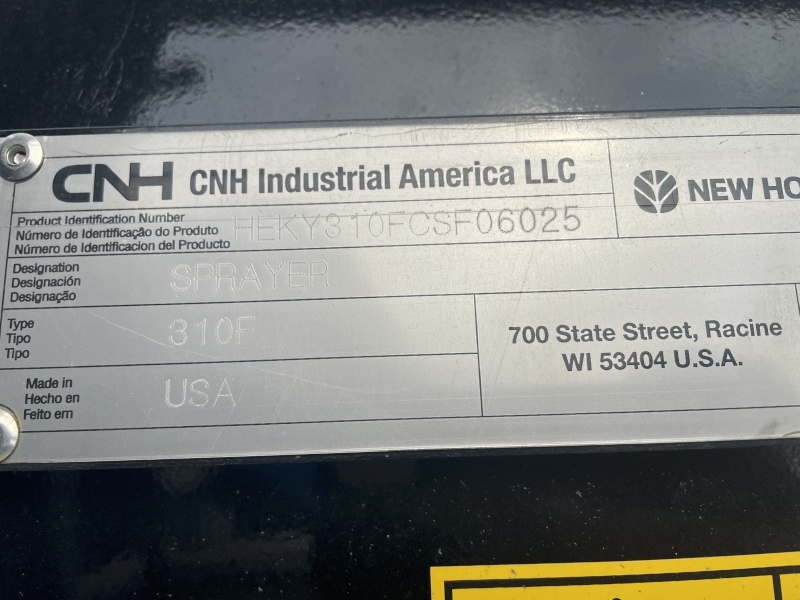 CNH CNH Industrial America LLC
NEW HO
Product Identification Number
Número de Identificação do Produto
Número de Identificacion del Producto
HEKY310FCSF06025
Designation
Designación
Designação
SPRAYER
Type
Tipo
Tipo
310F
700 State Street, Racine
WI 53404 U.S.A.
Made in
Hecho en
Feito em
USA